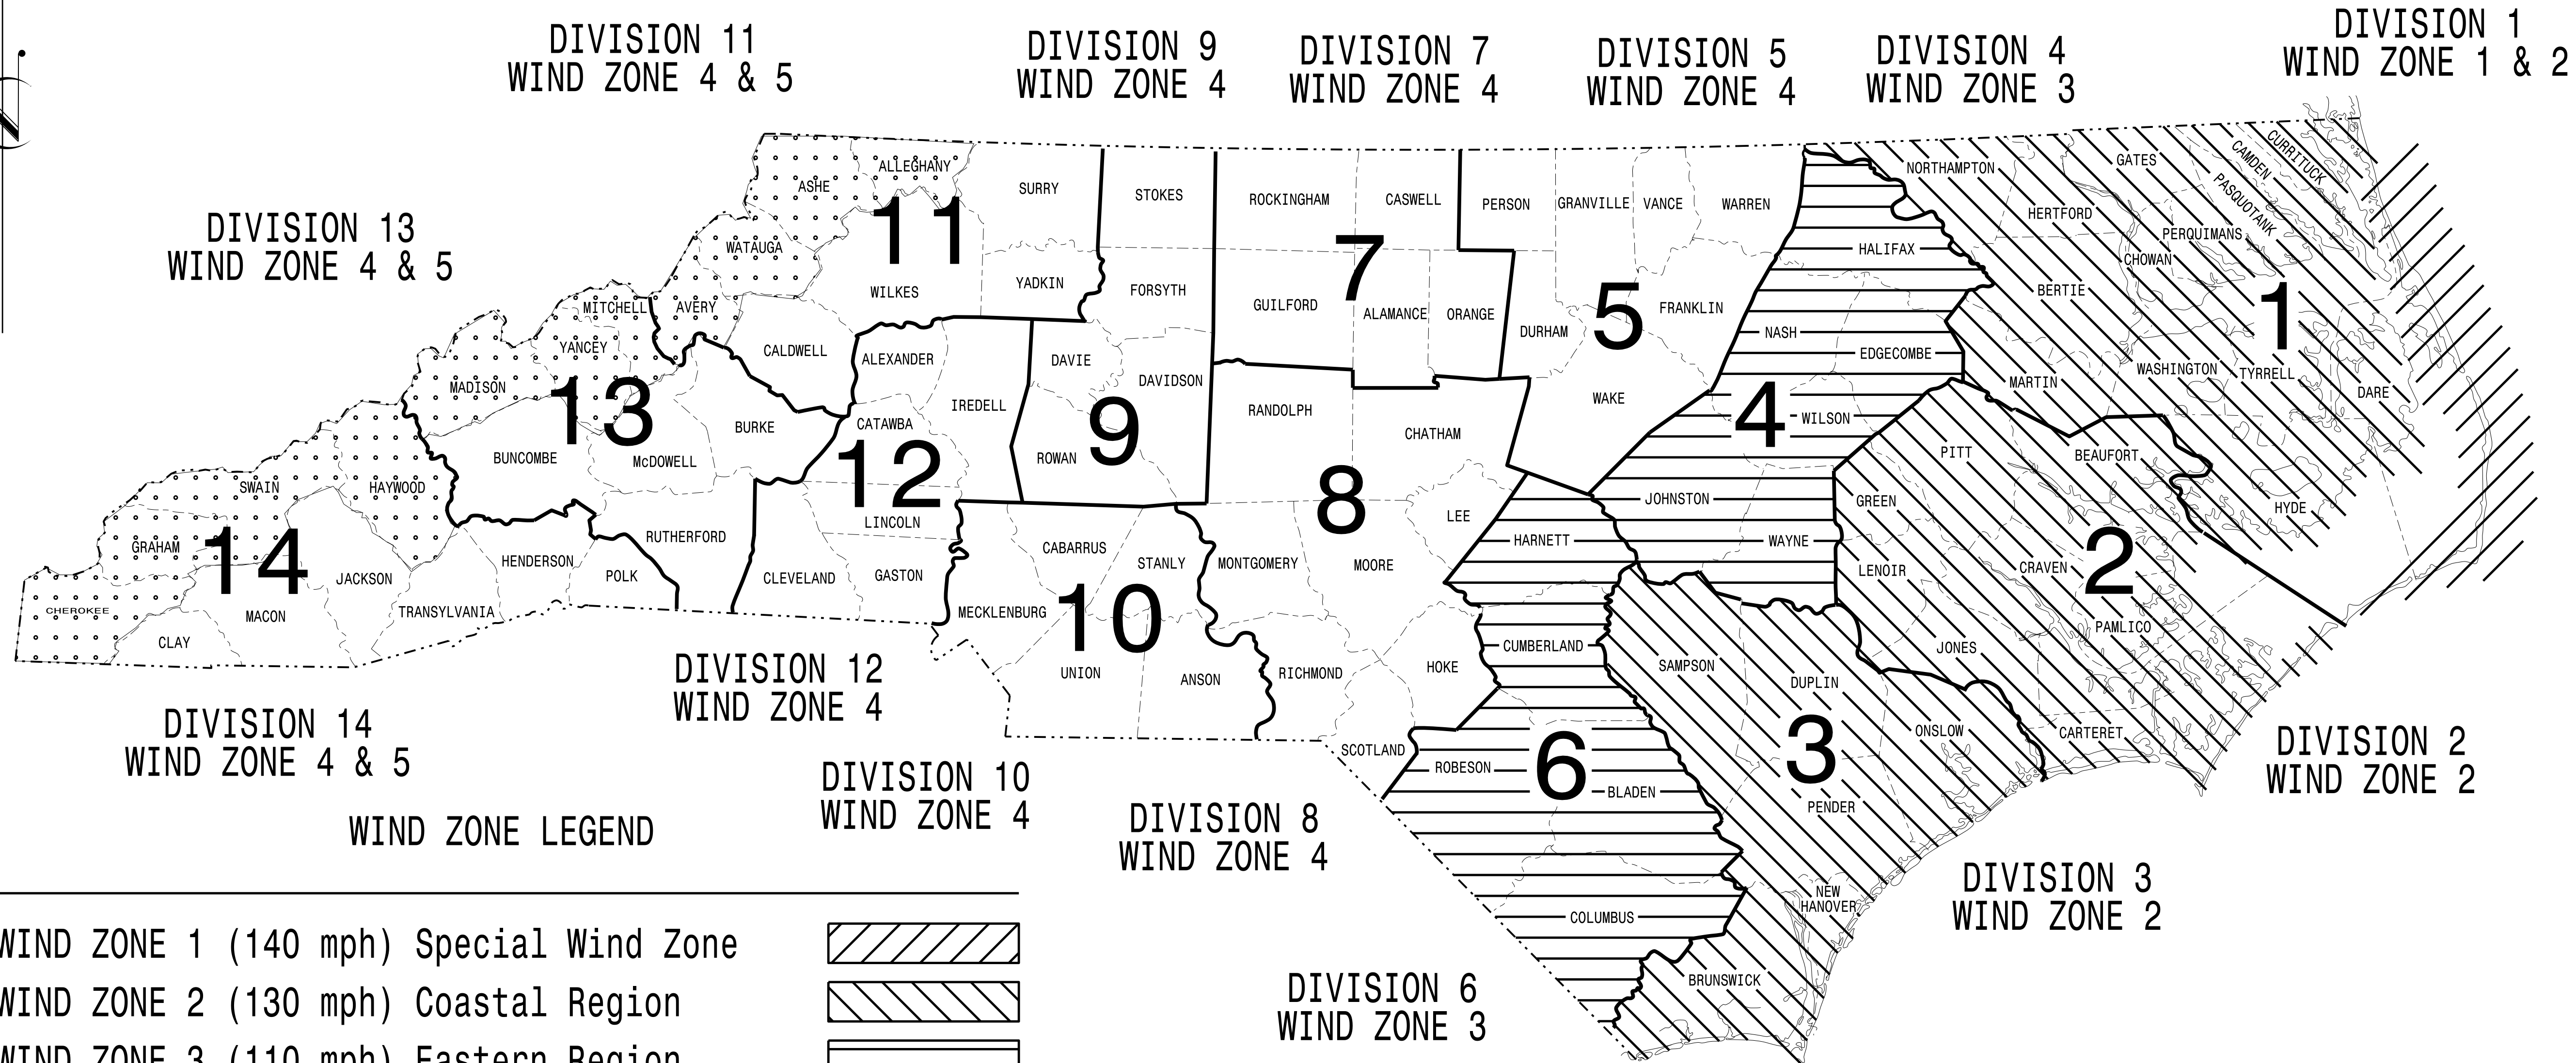 DIVISION 11
WIND ZONE 4 & 5
DIVISION 9
WIND ZONE 4
DIVISION 7
WIND ZONE 4
DIVISION 5
WIND ZONE 4
DIVISION 4
WIND ZONE 3
DIVISION 1
WIND ZONE 1 & 2
DIVISION 13
WIND ZONE 4 & 5
ASHE
ALLEGHANY
SURRY
STOKES
ROCKINGHAM
CASWELL
PERSON
GRANVILLE
VANCE
WARREN
NORTHAMPTON
GATES
CAMDEN
CURRITUCK
PASQUOTANK
HERTFORD
PERQUIMANS
CHOWAN
HALIFAX
BERTIE
WATAUGA
11
WILKES
YADKIN
FORSYTH
7
GUILFORD
ALAMANCE
ORANGE
DURHAM
5
FRANKLIN
NASH
EDGECOMBE
1
MITCHELL
AVERY
YANCEY
CALDWELL
ALEXANDER
DAVIE
DAVIDSON
MARTIN
WASHINGTON
TYRRELL
DARE
MADISON
13
BURKE
CATAWBA
IREDELL
9
RANDOLPH
CHATHAM
WAKE
4
WILSON
PITT
BEAUFORT
BUNCOMBE
McDOWELL
12
ROWAN
8
SWAIN
HAYWOOD
LINCOLN
LEE
JOHNSTON
GREEN
HYDE
GRAHAM
14
JACKSON
HENDERSON
RUTHERFORD
POLK
CLEVELAND
GASTON
CABARRUS
STANLY
MONTGOMERY
MOORE
HARNETT
WAYNE
LENOIR
CRAVEN
2
CHEROKEE
MACON
TRANSYLVANIA
CLAY
MECKLENBURG
10
UNION
ANSON
RICHMOND
HOKE
CUMBERLAND
SAMPSON
DUPLIN
JONES
PAMLICO
SCOTLAND
ROBESON
6
BLADEN
3
PENDER
ONSLOW
CARTERET
DIVISION 12
WIND ZONE 4
DIVISION 14
WIND ZONE 4 & 5
DIVISION 2
WIND ZONE 2
DIVISION 10
WIND ZONE 4
DIVISION 8
WIND ZONE 4
COLUMBUS
NEW
HANOVER
BRUNSWICK
DIVISION 3
WIND ZONE 2
DIVISION 6
WIND ZONE 3
WIND ZONE LEGEND
WIND ZONE 1 (140 mph) Special Wind Zone
WIND ZONE 2 (130 mph) Coastal Region
WIND ZONE 3 (110 mph) Eastern Region